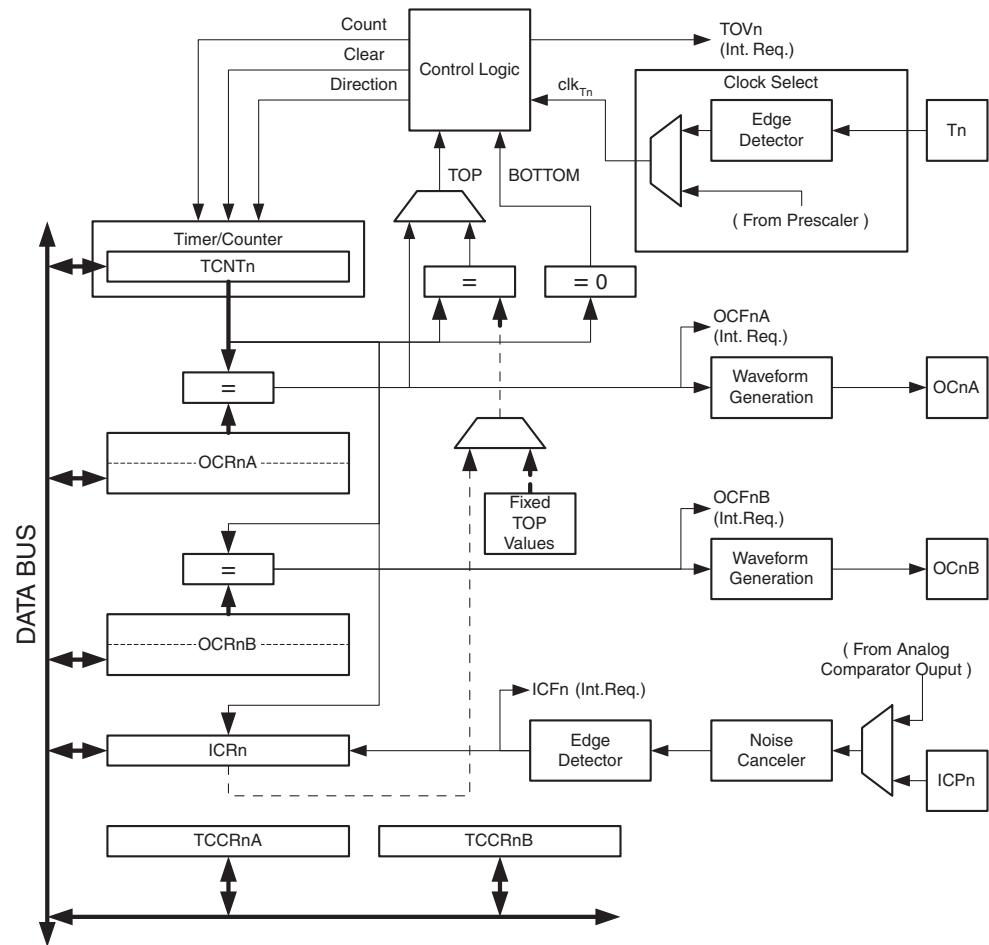 Count
Clear
Direction
Control Logic
TOVn
(Int. Req.)
clkTn
Clock Select
Edge
Detector
Tn
( From Prescaler )
TOP
BOTTOM
Timer/Counter
TCNTn
=
= 0
OCFnA
(Int. Req.)
=
Waveform
Generation
OCnA
OCRnA
Fixed
TOP
Values
OCFnB
(Int.Req.)
=
Waveform
Generation
OCnB
DATA BUS
OCRnB
( From Analog
Comparator Ouput )
ICFn (Int.Req.)
ICRn
Edge
Detector
Noise
Canceler
ICPn
TCCRnA
TCCRnB